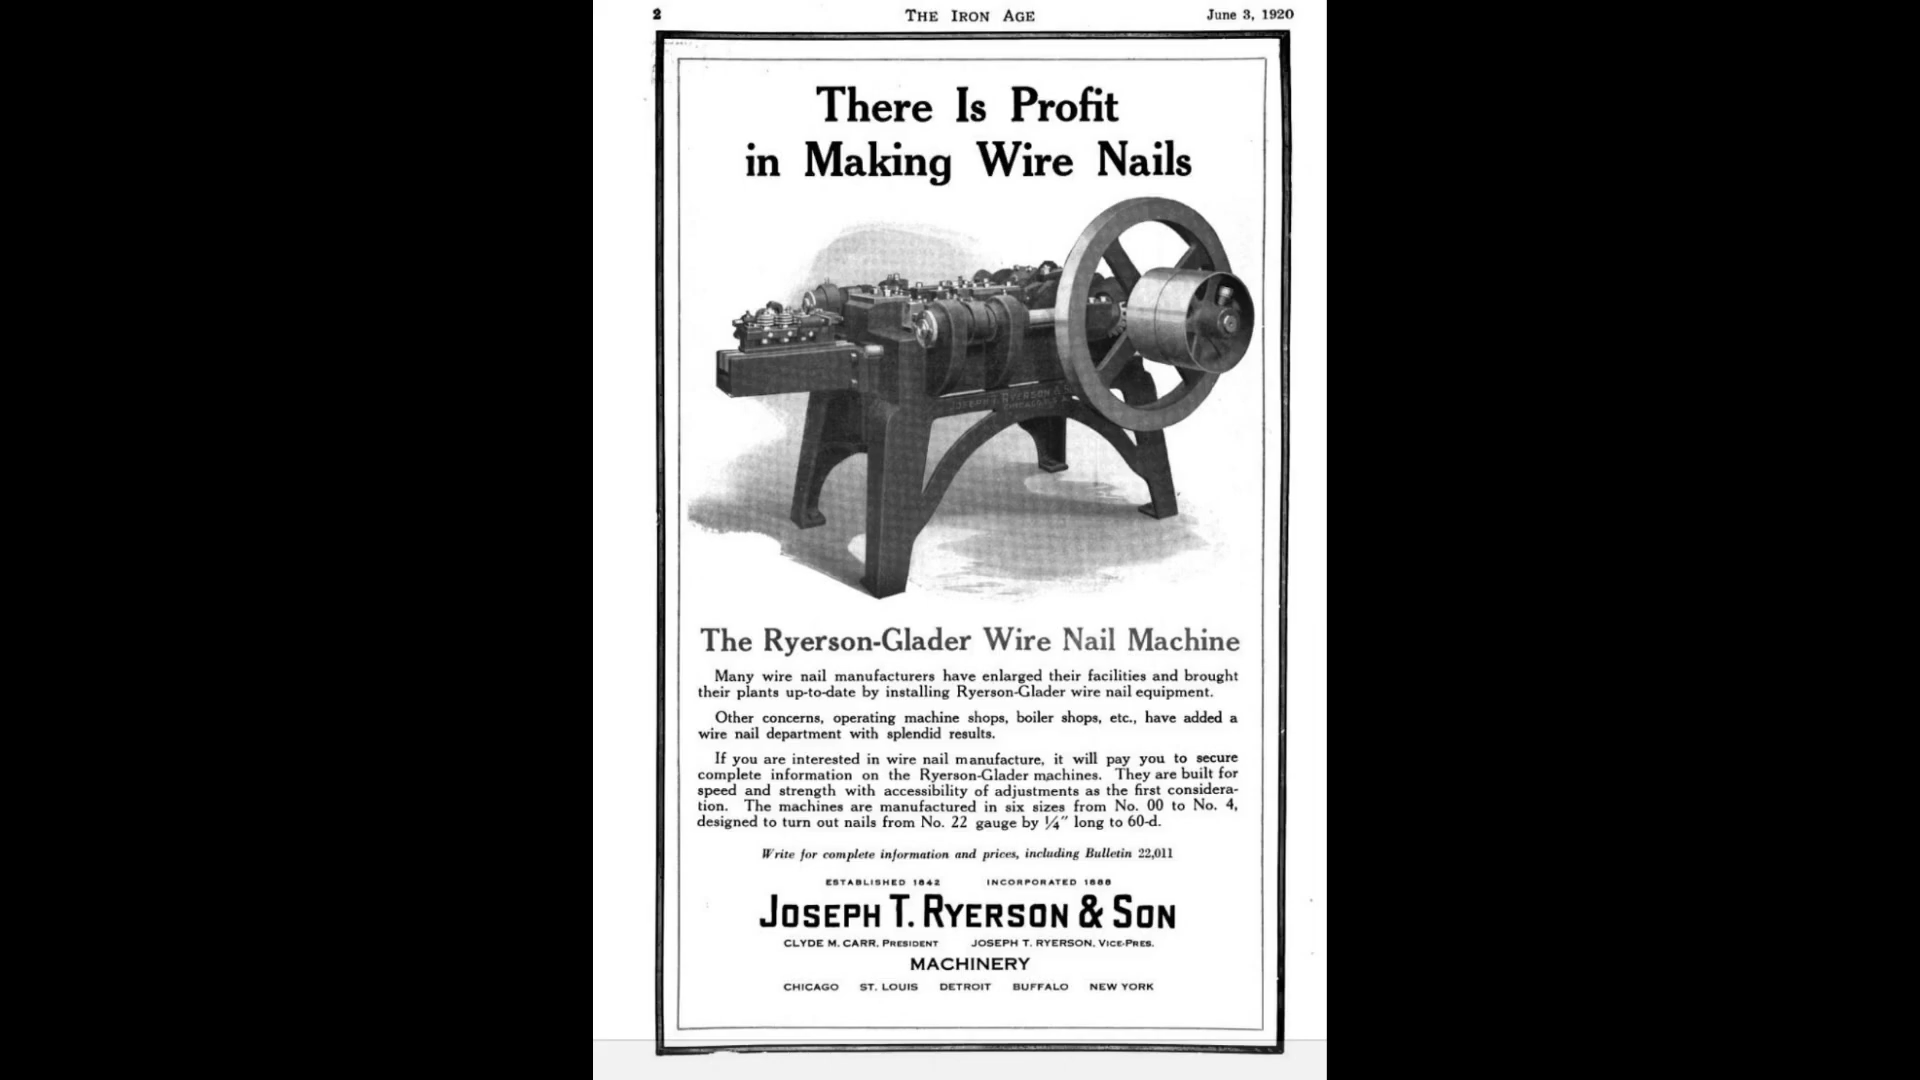 2 THE IRON AGE June 3, 1920
There Is Profit
in Making Wire Nails
JOSEPH T. RYERSON & S
CHICAGO, U.S.A.
The Ryerson-Glader Wire Nail Machine
Many wire nail manufacturers have enlarged their facilities and brought
their plants up-to-date by installing Ryerson-Glader wire nail equipment.
Other concerns, operating machine shops, boiler shops, etc., have added a
wire nail department with splendid results.
If you are interested in wire nail manufacture, it will pay you to secure
complete information on the Ryerson-Glader machines. They are built for
speed and strength with accessibility of adjustments as the first considera-
tion. The machines are manufactured in six sizes from No. 00 to No. 4,
designed to turn out nails from No. 22 gauge by ¼" long to 60-d.
Write for complete information and prices, including Bulletin 22,011
ESTABLISHED 1842 INCORPORATED 1888
JOSEPH T. RYERSON & SON
CLYDE M. CARR, PRESIDENT JOSEPH T. RYERSON, VICE-PRES.
MACHINERY
CHICAGO ST. LOUIS DETROIT BUFFALO NEW YORK